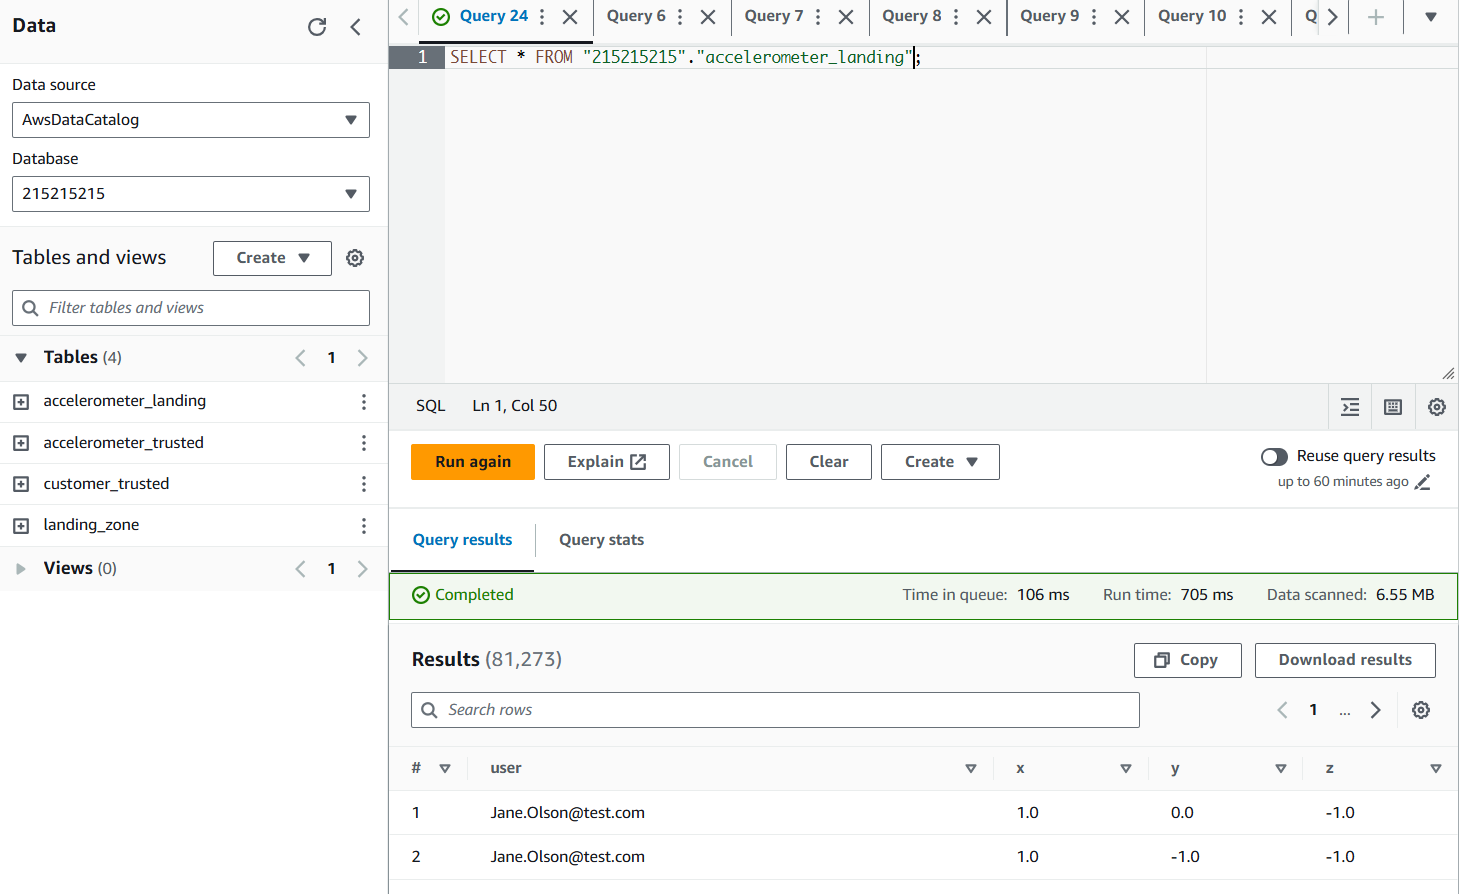 Data
Data source
AwsDataCatalog
Database
215215215
Tables and views
Create
Filter tables and views
Tables (4)
1
accelerometer_landing
accelerometer_trusted
customer_trusted
landing_zone
Views (0)
1
Query 24
Query 6
Query 7
Query 8
Query 9
Query 10
Q
1 SELECT * FROM "215215215"."accelerometer_landing";
SQL Ln 1, Col 50
Run again
Explain
Cancel
Clear
Create
Reuse query results
up to 60 minutes ago
Query results
Query stats
Completed
Time in queue: 106 ms
Run time: 705 ms
Data scanned: 6.55 MB
Results (81,273)
Copy
Download results
Search rows
1 ...
# user x y z
1 Jane.Olson@test.com 1.0 0.0 -1.0
2 Jane.Olson@test.com 1.0 -1.0 -1.0